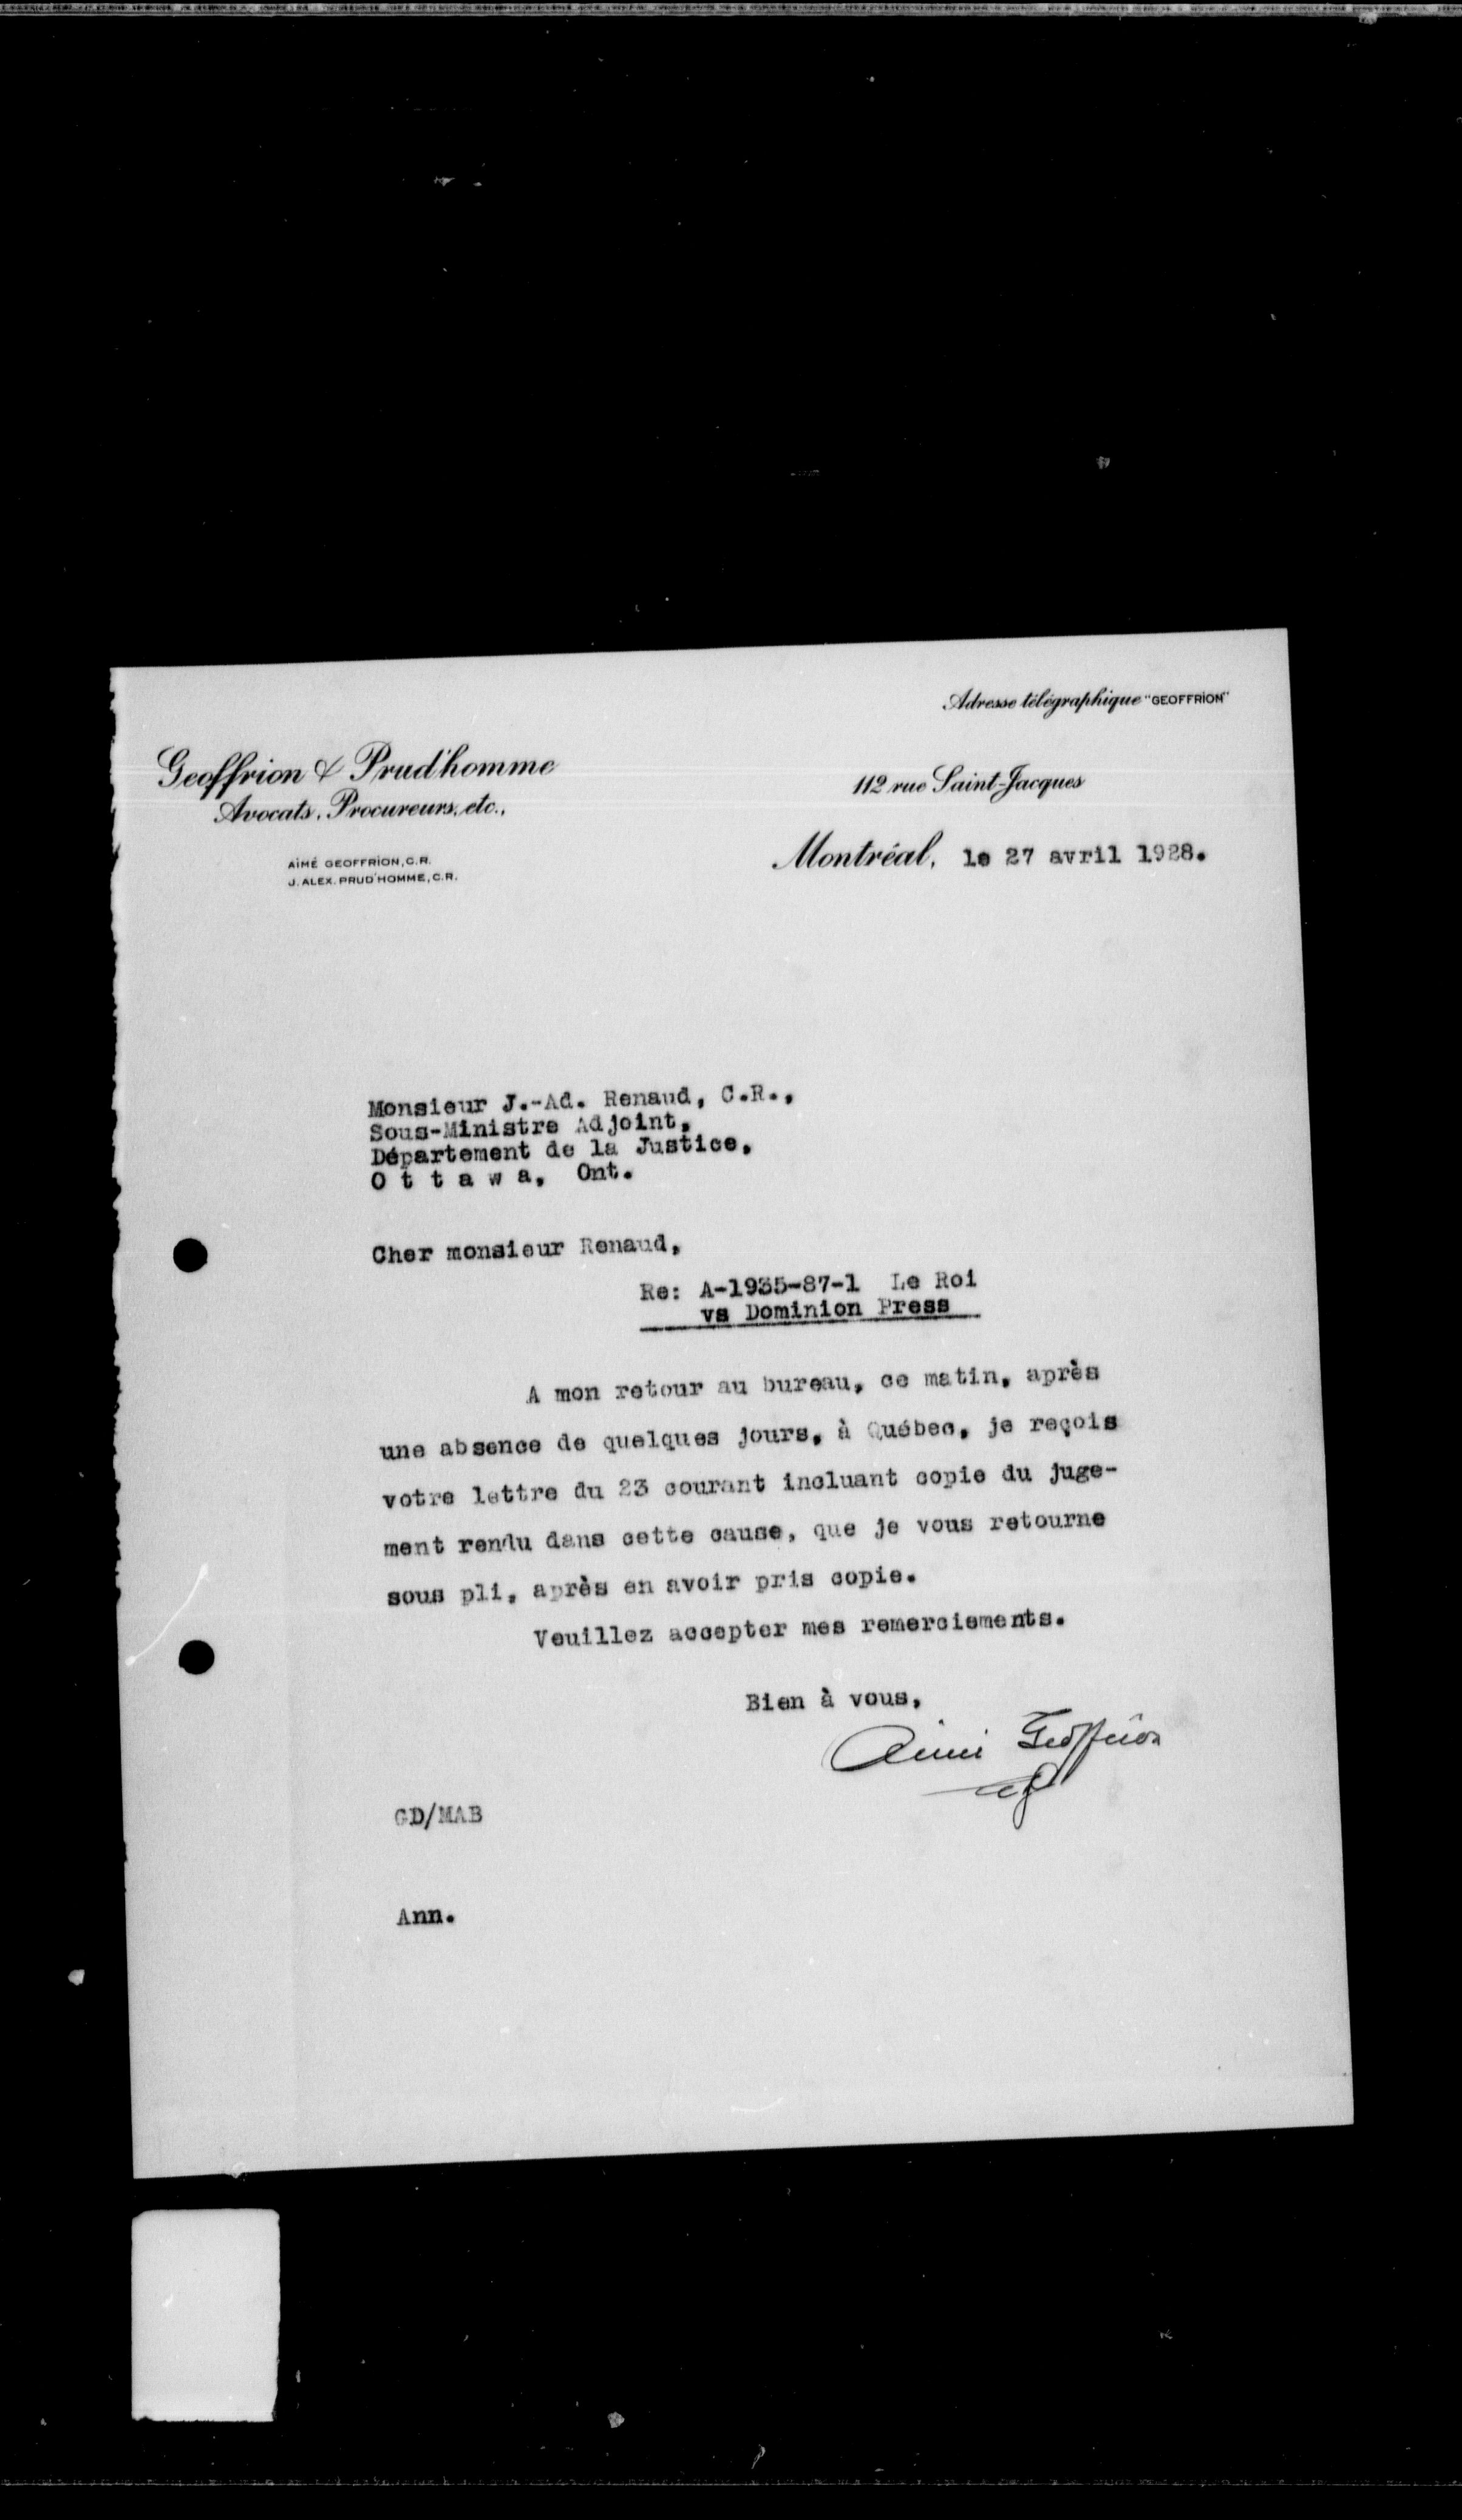 Adresse télégraphique "GEOFFRION"
Geoffrion & Prud'homme
Avocats, Procureurs, etc.,
112 rue Saint-Jacques
AIMÉ GEOFFRION, C.R.
J. ALEX. PRUD'HOMME, C.R.
Montréal, le 27 avril 1928.
Monsieur J.-Ad. Renaud, C.R.,
Sous-Ministre Adjoint,
Département de la Justice,
O t t a w a, Ont.
Cher monsieur Renaud,
Re: A-1935-87-1 Le Roi
vs Dominion Press
A mon retour au bureau, ce matin, après
une absence de quelques jours, à Québec, je reçois
votre lettre du 23 courant incluant copie du juge-
ment rendu dans cette cause, que je vous retourne
sous pli, après en avoir pris copie.
Veuillez accepter mes remerciements.
Bien à vous,
Aimé Geoffrion
GD/MAB
Ann.